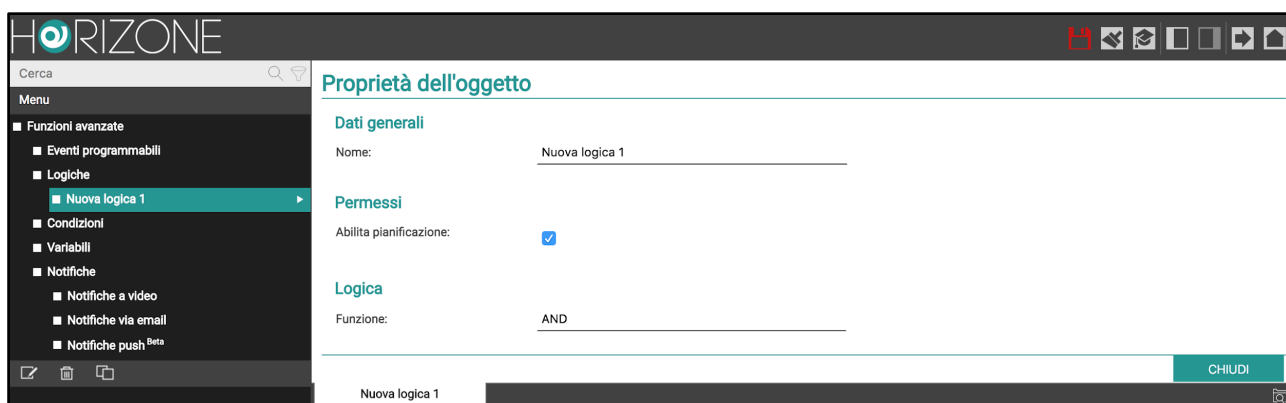 HORIZONE
Cerca
Menu
Funzioni avanzate
Eventi programmabili
Logiche
Nuova logica 1
Condizioni
Variabili
Notifiche
Notifiche a video
Notifiche via email
Notifiche push Beta
Proprietà dell'oggetto
Dati generali
Nome: Nuova logica 1
Permessi
Abilita pianificazione:
Logica
Funzione: AND
CHIUDI
Nuova logica 1